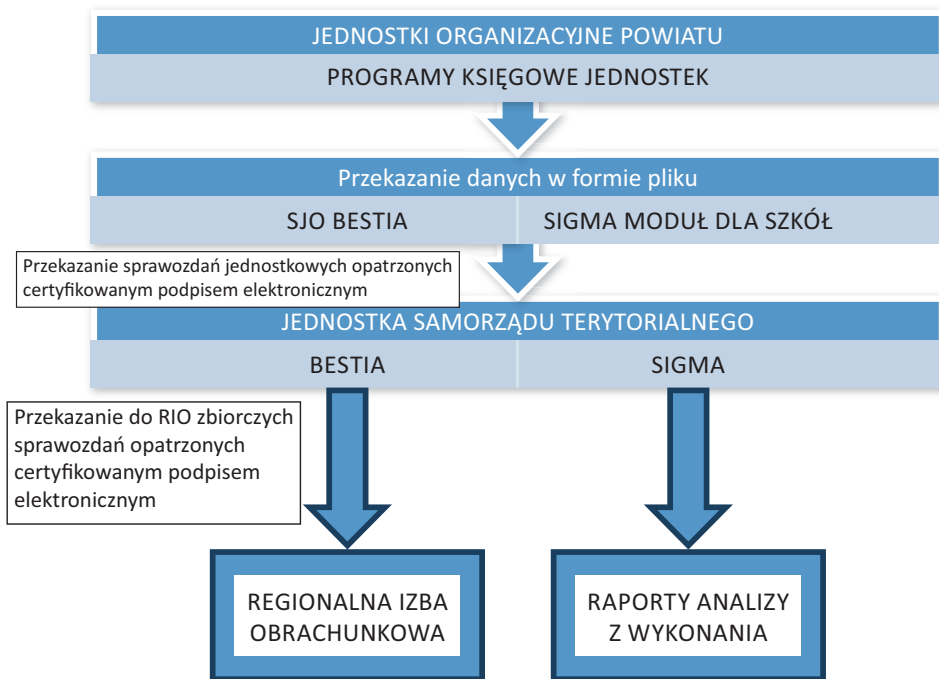 JEDNOSTKI ORGANIZACYJNE POWIATU
PROGRAMY KSIĘGOWE JEDNOSTEK
Przekazanie danych w formie pliku
SJO BESTIA
SIGMA MODUŁ DLA SZKÓŁ
Przekazanie sprawozdań jednostkowych opatrzonych
certyfikowanym podpisem elektronicznym
JEDNOSTKA SAMORZĄDU TERYTORIALNEGO
BESTIA
SIGMA
Przekazanie do RIO zbiorczych
sprawozdań opatrzonych
certyfikowanym podpisem
elektronicznym
REGIONALNA IZBA
OBRACHUNKOWA
RAPORTY ANALIZY
Z WYKONANIA